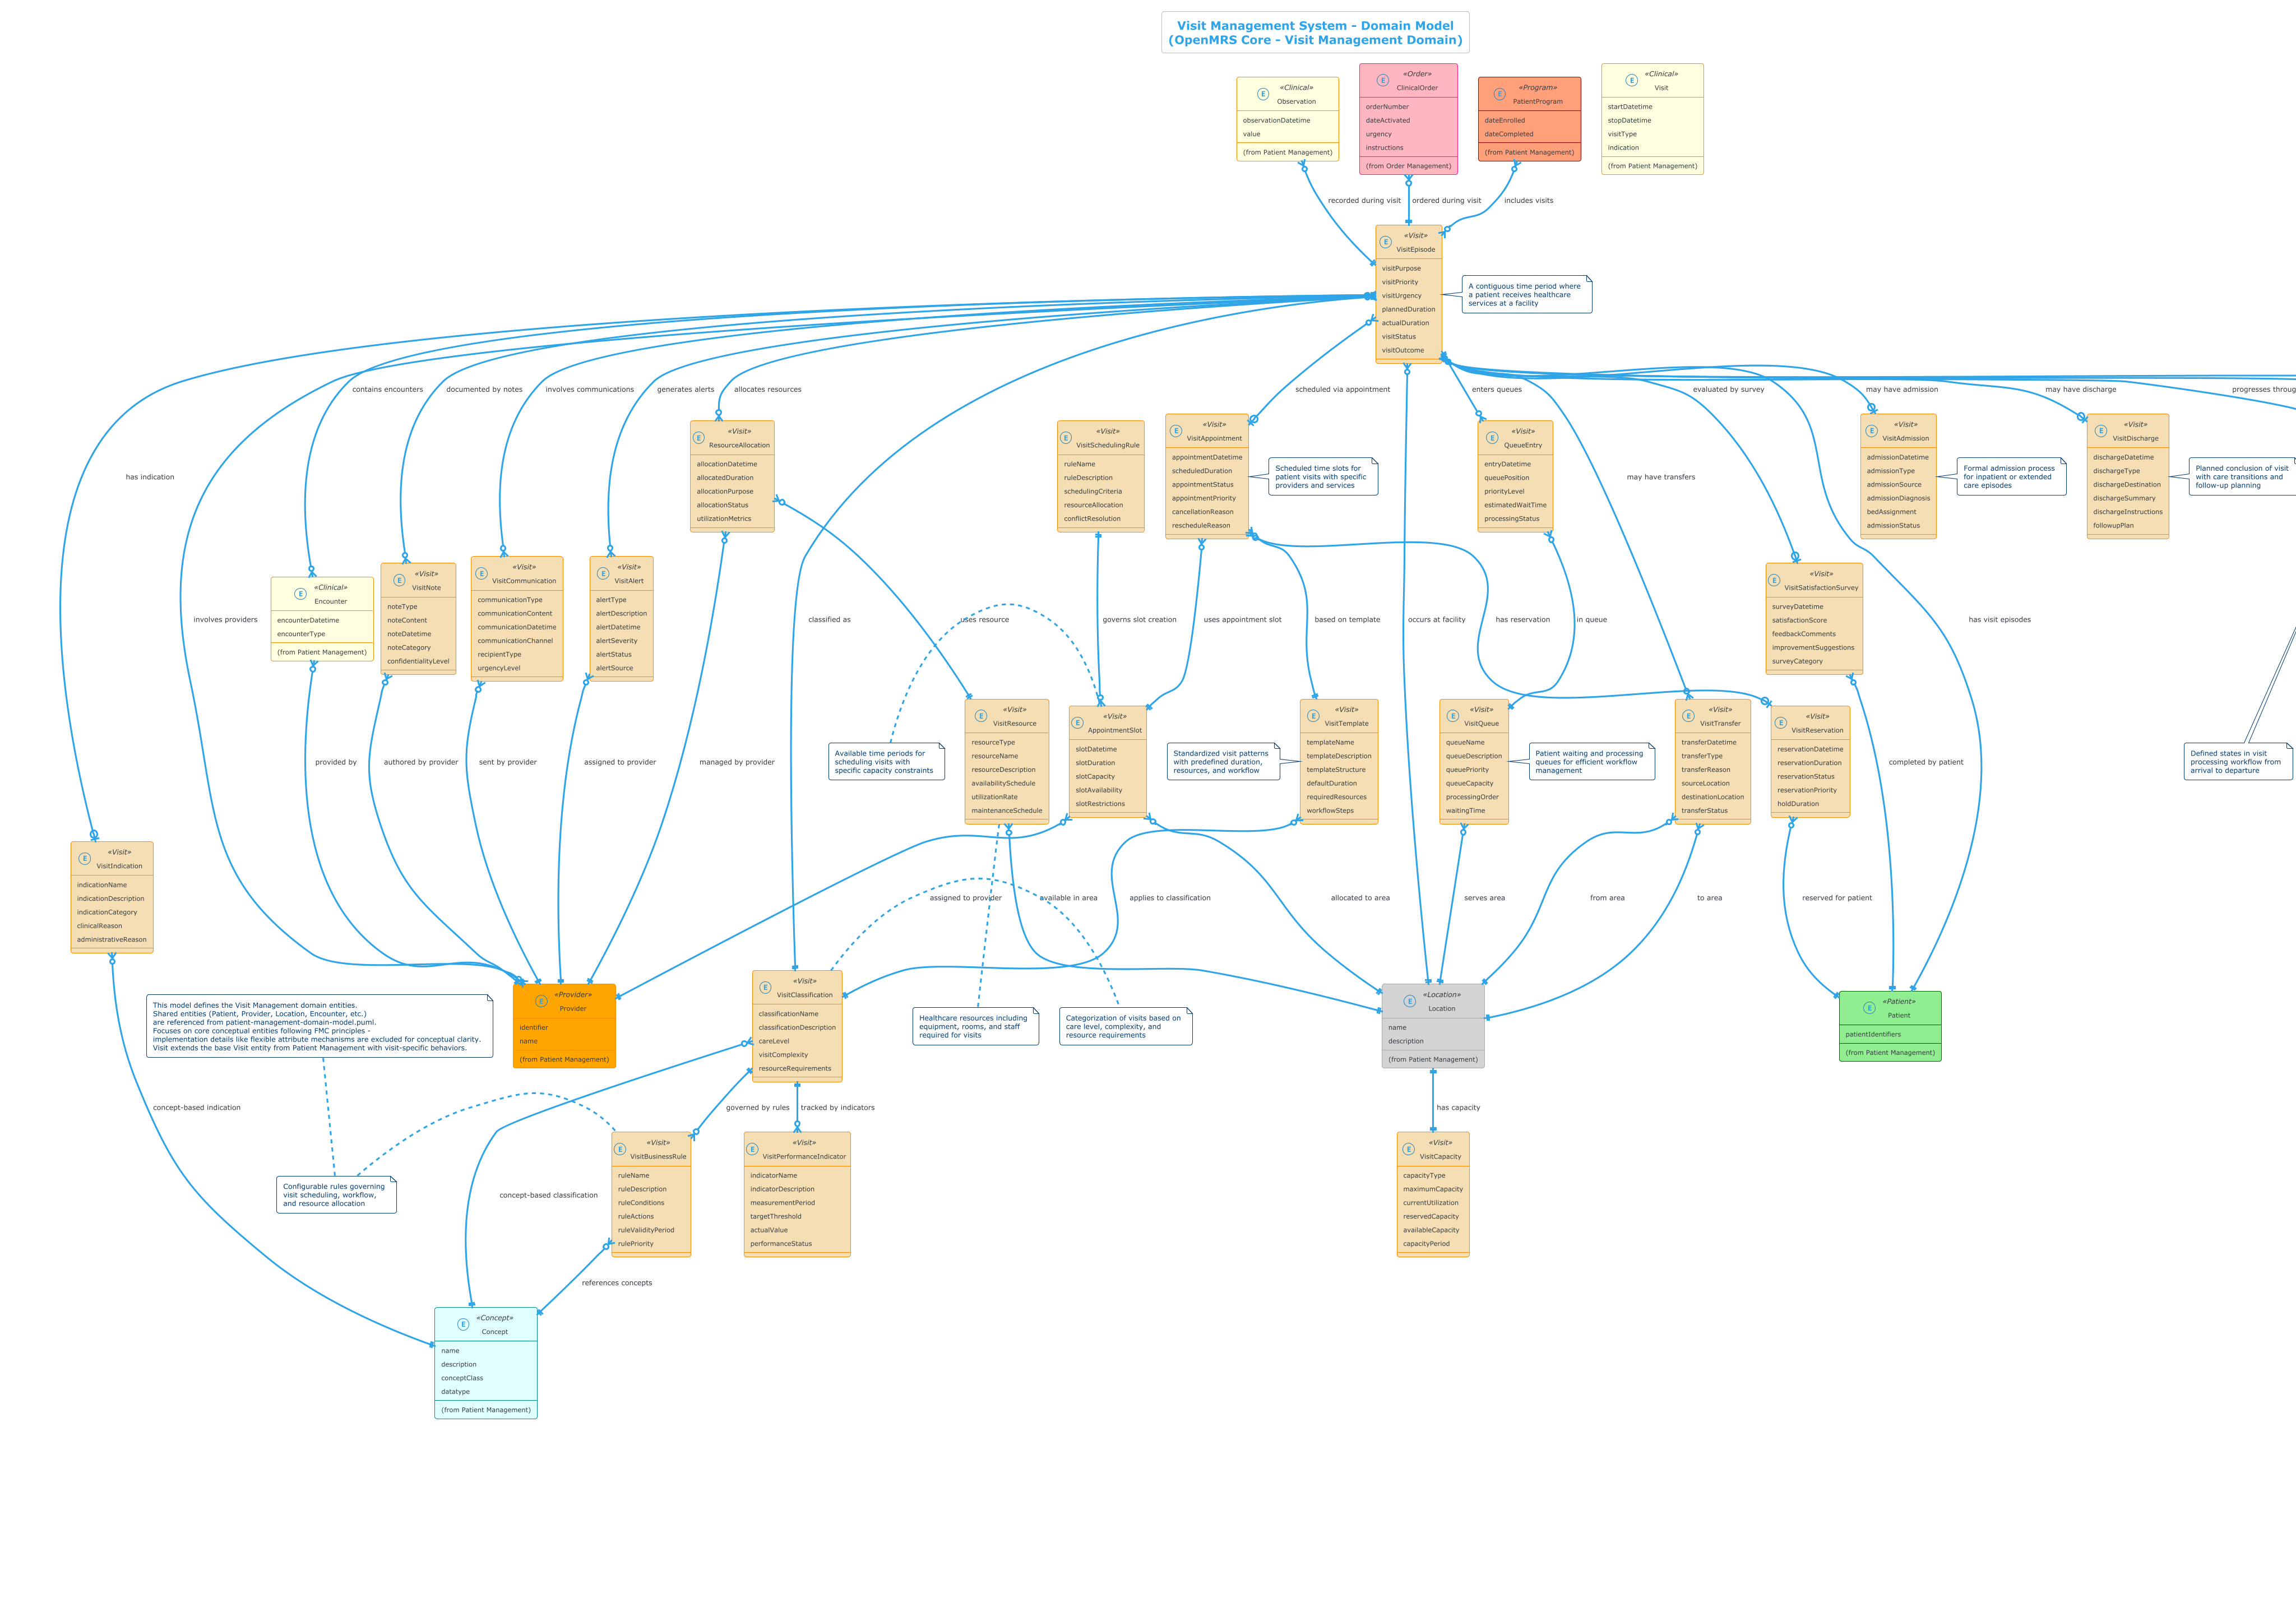 Visit Management System - Domain Model
(OpenMRS Core - Visit Management Domain)
«Clinical»
E
Observation
observationDatetime
value
(from Patient Management)
«Order»
E
ClinicalOrder
orderNumber
dateActivated
urgency
instructions
(from Order Management)
«Program»
E
PatientProgram
dateEnrolled
dateCompleted
(from Patient Management)
«Clinical»
E
Visit
startDatetime
stopDatetime
visitType
indication
(from Patient Management)
recorded during visit
ordered during visit
includes visits
«Visit»
E
VisitEpisode
visitPurpose
visitPriority
visitUrgency
plannedDuration
actualDuration
visitStatus
visitOutcome
A contiguous time period where
a patient receives healthcare
services at a facility
contains encounters
documented by notes
involves communications
generates alerts
allocates resources
scheduled via appointment
enters queues
evaluated by survey
may have admission
may have discharge
has indication
may have transfers
«Visit»
E
ResourceAllocation
allocationDatetime
allocatedDuration
allocationPurpose
allocationStatus
utilizationMetrics
«Visit»
E
VisitSchedulingRule
ruleName
ruleDescription
schedulingCriteria
resourceAllocation
conflictResolution
«Visit»
E
VisitAppointment
appointmentDatetime
scheduledDuration
appointmentStatus
appointmentPriority
cancellationReason
rescheduleReason
Scheduled time slots for
patient visits with specific
providers and services
«Visit»
E
QueueEntry
entryDatetime
queuePosition
priorityLevel
estimatedWaitTime
processingStatus
«Visit»
E
VisitAdmission
admissionDatetime
admissionType
admissionSource
admissionDiagnosis
bedAssignment
admissionStatus
Formal admission process
for inpatient or extended
care episodes
«Visit»
E
VisitDischarge
dischargeDatetime
dischargeType
dischargeDestination
dischargeSummary
dischargeInstructions
followupPlan
Planned conclusion of visit
with care transitions and
follow-up planning
«Clinical»
E
Encounter
encounterDatetime
encounterType
(from Patient Management)
«Visit»
E
VisitNote
noteType
noteContent
noteDatetime
noteCategory
confidentialityLevel
«Visit»
E
VisitCommunication
communicationType
communicationContent
communicationDatetime
communicationChannel
recipientType
urgencyLevel
«Visit»
E
VisitAlert
alertType
alertDescription
alertDatetime
alertSeverity
alertStatus
alertSource
«Visit»
E
VisitSatisfactionSurvey
surveyDatetime
satisfactionScore
feedbackComments
improvementSuggestions
surveyCategory
involves providers
classified as
uses resource
governs slot creation
uses appointment slot
based on template
occurs at facility
has reservation
in queue
has visit episodes
«Visit»
E
VisitResource
resourceType
resourceName
resourceDescription
availabilitySchedule
utilizationRate
maintenanceSchedule
«Visit»
E
AppointmentSlot
slotDatetime
slotDuration
slotCapacity
slotAvailability
slotRestrictions
«Visit»
E
VisitTemplate
templateName
templateDescription
templateStructure
defaultDuration
requiredResources
workflowSteps
«Visit»
E
VisitQueue
queueName
queueDescription
queuePriority
queueCapacity
processingOrder
waitingTime
«Visit»
E
VisitTransfer
transferDatetime
transferType
transferReason
sourceLocation
destinationLocation
transferStatus
«Visit»
E
VisitReservation
reservationDatetime
reservationDuration
reservationStatus
reservationPriority
holdDuration
provided by
authored by provider
sent by provider
assigned to provider
managed by provider
Available time periods for
scheduling visits with
specific capacity constraints
Standardized visit patterns
with predefined duration,
resources, and workflow
Patient waiting and processing
queues for efficient workflow
management
completed by patient
Defined states in visit
processing workflow from
arrival to departure
«Visit»
E
VisitIndication
indicationName
indicationDescription
indicationCategory
clinicalReason
administrativeReason
assigned to provider
available in area
applies to classification
allocated to area
serves area
from area
to area
reserved for patient
This model defines the Visit Management domain entities.
Shared entities (Patient, Provider, Location, Encounter, etc.)
are referenced from patient-management-domain-model.puml.
Focuses on core conceptual entities following FMC principles -
implementation details like flexible attribute mechanisms are excluded for conceptual clarity.
Visit extends the base Visit entity from Patient Management with visit-specific behaviors.
«Provider»
E
Provider
identifier
name
(from Patient Management)
«Visit»
E
VisitClassification
classificationName
classificationDescription
careLevel
visitComplexity
resourceRequirements
Healthcare resources including
equipment, rooms, and staff
required for visits
Categorization of visits based on
care level, complexity, and
resource requirements
«Location»
E
Location
name
description
(from Patient Management)
«Patient»
E
Patient
patientIdentifiers
(from Patient Management)
concept-based indication
governed by rules
tracked by indicators
has capacity
Configurable rules governing
visit scheduling, workflow,
and resource allocation
concept-based classification
«Visit»
E
VisitBusinessRule
ruleName
ruleDescription
ruleConditions
ruleActions
ruleValidityPeriod
rulePriority
«Visit»
E
VisitPerformanceIndicator
indicatorName
indicatorDescription
measurementPeriod
targetThreshold
actualValue
performanceStatus
«Visit»
E
VisitCapacity
capacityType
maximumCapacity
currentUtilization
reservedCapacity
availableCapacity
capacityPeriod
references concepts
«Concept»
E
Concept
name
description
conceptClass
datatype
(from Patient Management)
progresses